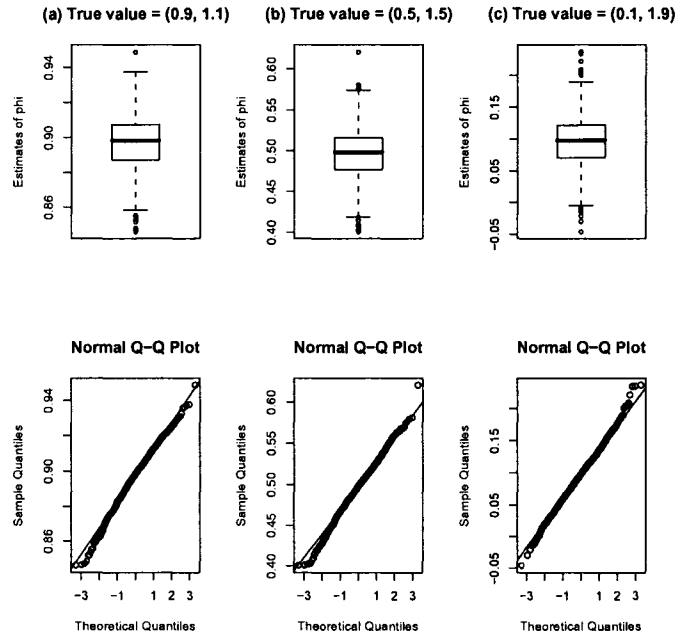 (a) True value = (0.9, 1.1)
(b) True value = (0.5, 1.5)
(c) True value = (0.1, 1.9)
Estimates of phi
0.94
0.90
0.86
Estimates of phi
0.60
0.55
0.50
0.45
0.40
Estimates of phi
0.15
0.05
-0.05
Normal Q-Q Plot
Normal Q-Q Plot
Normal Q-Q Plot
Sample Quantiles
0.94
0.90
0.86
-3 -1 1 2 3
Theoretical Quantiles
Sample Quantiles
0.60
0.55
0.50
0.45
0.40
-3 -1 1 2 3
Theoretical Quantiles
Sample Quantiles
0.15
0.05
-0.05
-3 -1 1 2 3
Theoretical Quantiles